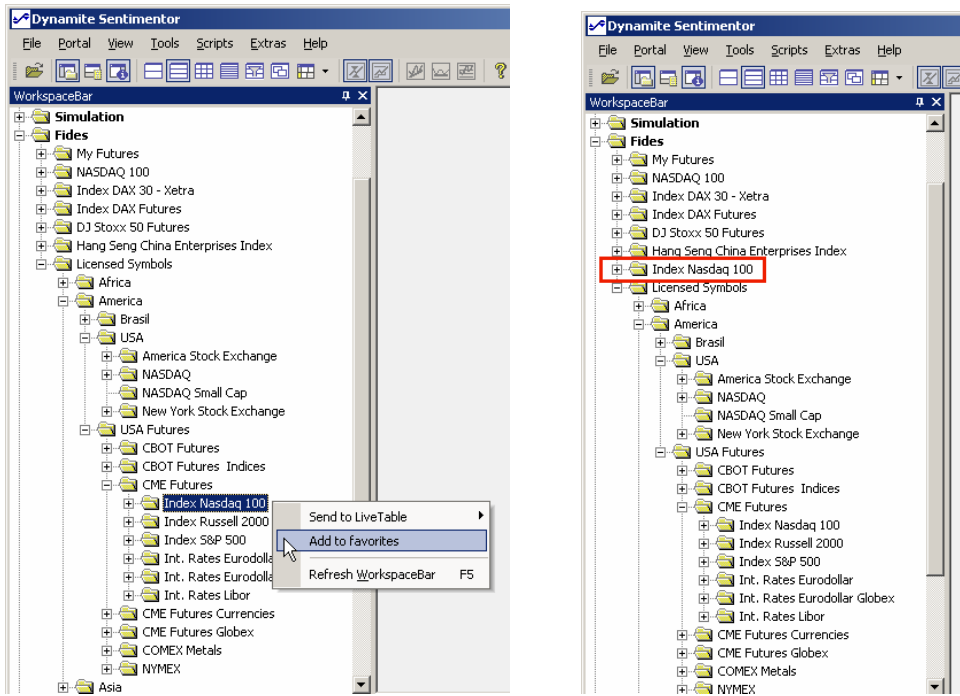 Dynamite Sentimentor
File Portal View Tools Scripts Extras Help
WorkspaceBar
Simulation
Fides
My Futures
NASDAQ 100
Index DAX 30 - Xetra
Index DAX Futures
DJ Stoxx 50 Futures
Hang Seng China Enterprises Index
Licensed Symbols
Africa
America
Brasil
USA
America Stock Exchange
NASDAQ
NASDAQ Small Cap
New York Stock Exchange
USA Futures
CBOT Futures
CBOT Futures Indices
CME Futures
Index Nasdaq 100
Index Russell 2000
Index S&P 500
Int. Rates Eurodolla
Int. Rates Eurodolla
Int. Rates Libor
CME Futures Currencies
CME Futures Globex
COMEX Metals
NYMEX
Asia
Send to LiveTable
Add to favorites
Refresh WorkspaceBar F5
Dynamite Sentimentor
File Portal View Tools Scripts Extras Help
WorkspaceBar
Simulation
Fides
My Futures
NASDAQ 100
Index DAX 30 - Xetra
Index DAX Futures
DJ Stoxx 50 Futures
Hang Seng China Enterprises Index
Index Nasdaq 100
Licensed Symbols
Africa
America
Brasil
USA
America Stock Exchange
NASDAQ
NASDAQ Small Cap
New York Stock Exchange
USA Futures
CBOT Futures
CBOT Futures Indices
CME Futures
Index Nasdaq 100
Index Russell 2000
Index S&P 500
Int. Rates Eurodollar
Int. Rates Eurodollar Globex
Int. Rates Libor
CME Futures Currencies
CME Futures Globex
COMEX Metals
NYMEX